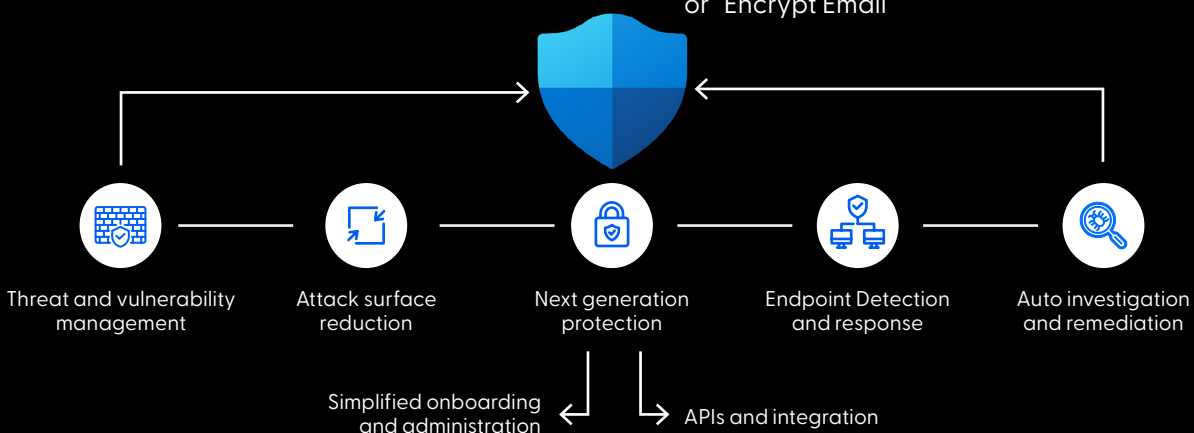 or "Encrypt Email
Threat and vulnerability
management
Attack surface
reduction
Next generation
protection
Endpoint Detection
and response
Auto investigation
and remediation
Simplified onboarding
and administration
APIs and integration